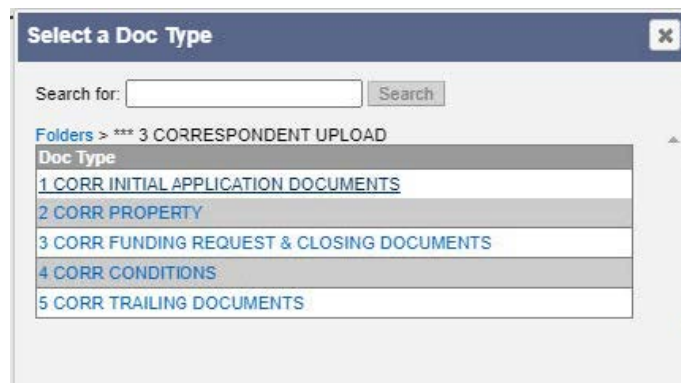 Select a Doc Type
Search for: Search
Folders > *** 3 CORRESPONDENT UPLOAD
Doc Type
1 CORR INITIAL APPLICATION DOCUMENTS
2 CORR PROPERTY
3 CORR FUNDING REQUEST & CLOSING DOCUMENTS
4 CORR CONDITIONS
5 CORR TRAILING DOCUMENTS